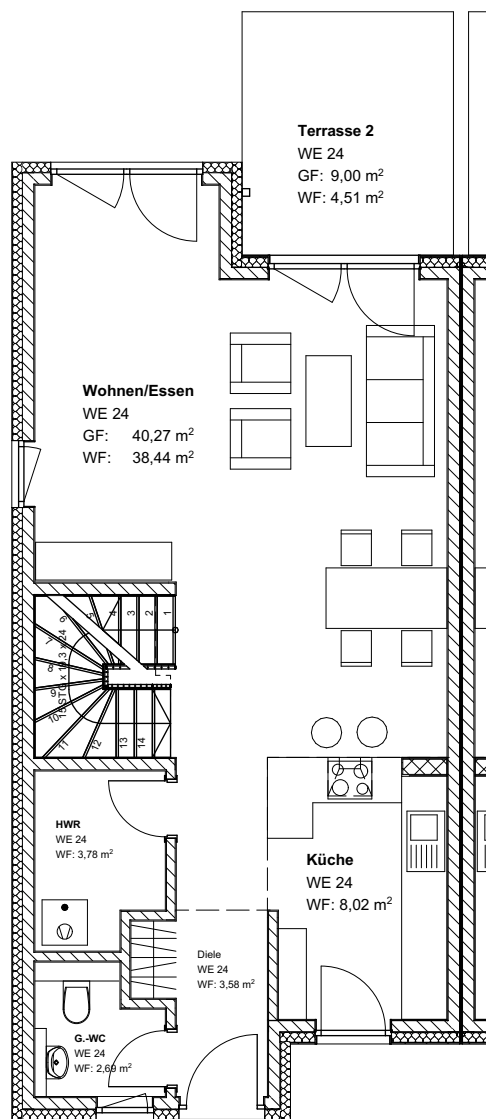 Terrasse 2
WE 24
GF: 9,00 m²
WF: 4,51 m²
Wohnen/Essen
WE 24
GF: 40,27 m²
WF: 38,44 m²
1
2
3
4
5
6
7
8
9
10
11
12
13
14
HWR
WE 24
WF: 3,78 m²
Küche
WE 24
WF: 8,02 m²
Diele
WE 24
WF: 3,58 m²
G.-WC
WE 24
WF: 2,69 m²